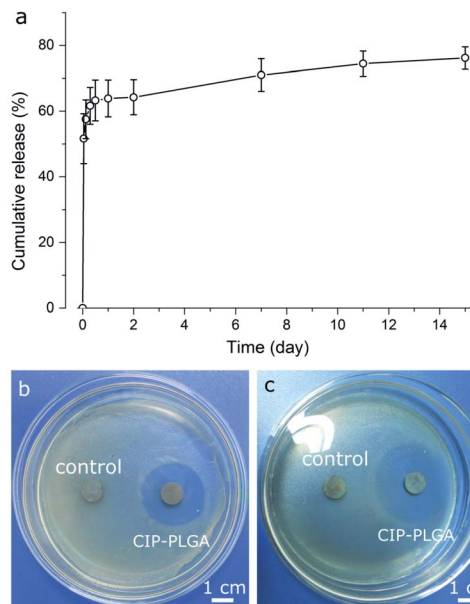 a
80
60
40
20
0
Cumulative release (%)
0 2 4 6 8 10 12 14
Time (day)
b
control
CIP-PLGA
1 cm
c
control
CIP-PLGA
1 c